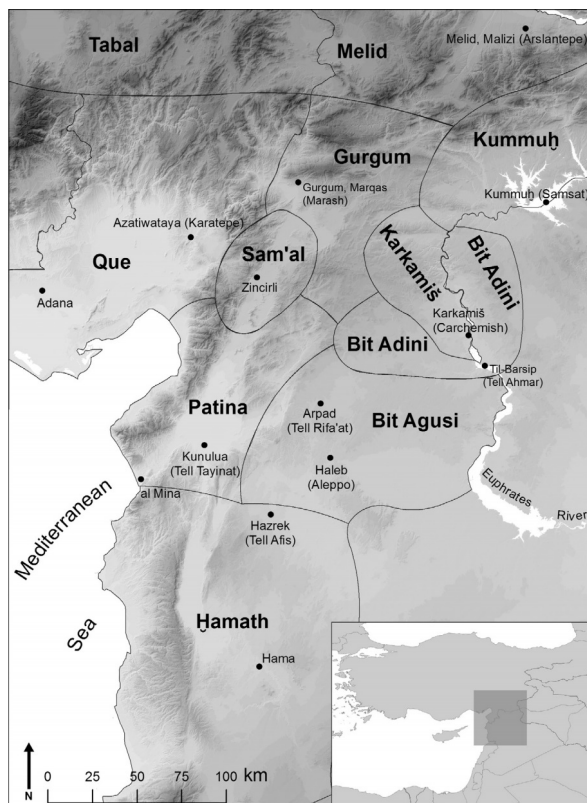 Tabal
Melid
Melid, Malizi (Arslantepe)
Gurgum
Kummuḫ
Gurgum, Marqas
(Marash)
Kummuh (Samsat)
Azatiwataya (Karatepe)
Que
Sam'al
Zincirli
Adana
Karkamiš
Bit Adini
Karkamiš
(Carchemish)
Bit Adini
Til-Barsip
(Tell Ahmar)
Patina
Arpad
(Tell Rifa'at)
Bit Agusi
Kunulua
(Tell Tayinat)
Haleb
(Aleppo)
al Mina
Euphrates
River
Mediterranean
Sea
Hazrek
(Tell Afis)
Ḫamath
Hama
N
0 25 50 75 100 km